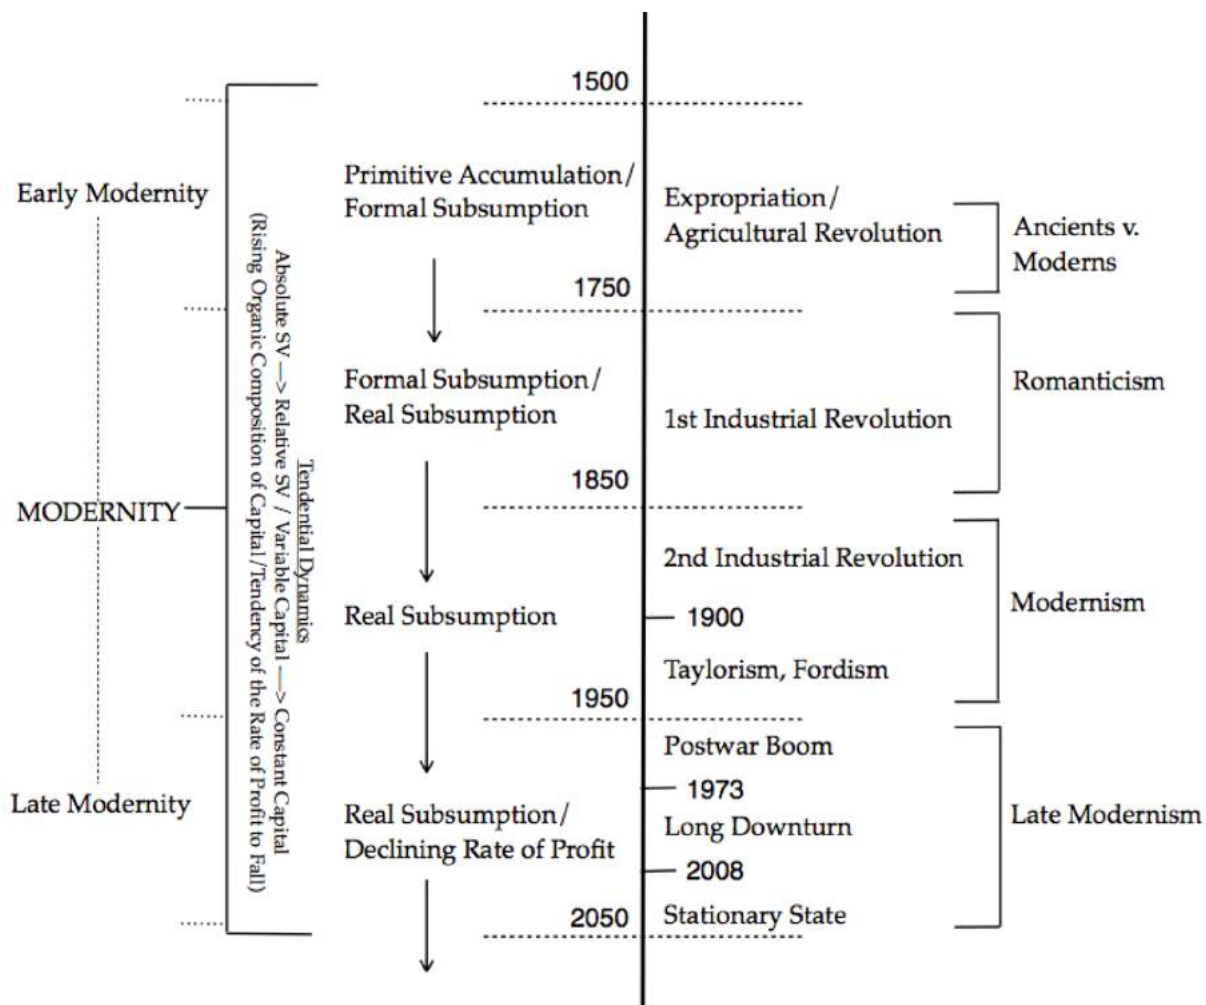 1500
Early Modernity
Primitive Accumulation/
Formal Subsumption
Expropriation/
Agricultural Revolution
Ancients v.
Moderns
1750
Formal Subsumption/
Real Subsumption
1st Industrial Revolution
Romanticism
1850
MODERNITY
Tendential Dynamics
Absolute SV —> Relative SV / Variable Capital —> Constant Capital
(Rising Organic Composition of Capital/Tendency of the Rate of Profit to Fall)
2nd Industrial Revolution
Real Subsumption
1900
Modernism
Taylorism, Fordism
1950
Postwar Boom
1973
Late Modernity
Real Subsumption/
Declining Rate of Profit
Long Downturn
Late Modernism
2008
2050
Stationary State